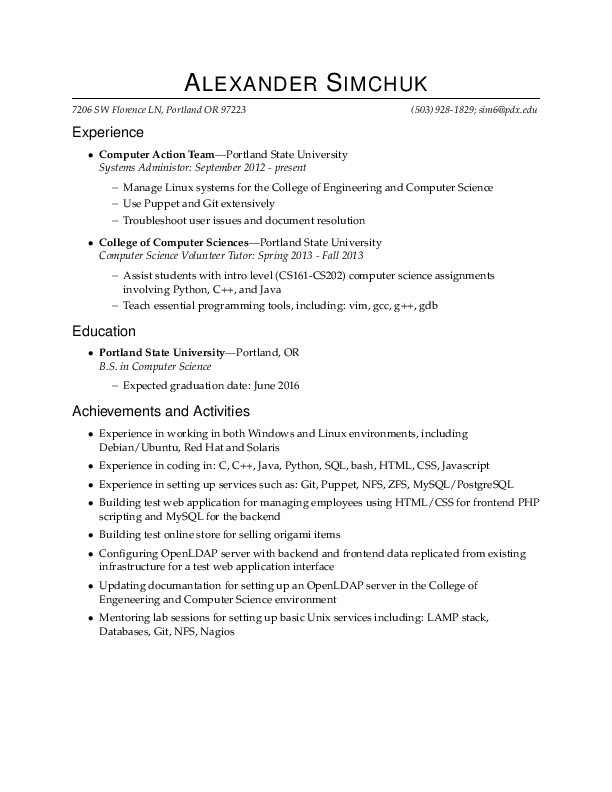 ALEXANDER SIMCHUK
7206 SW Florence LN, Portland OR 97223 (503) 928-1829; sim6@pdx.edu
Experience
• Computer Action Team—Portland State University
Systems Administor: September 2012 - present
– Manage Linux systems for the College of Engineering and Computer Science
– Use Puppet and Git extensively
– Troubleshoot user issues and document resolution
• College of Computer Sciences—Portland State University
Computer Science Volunteer Tutor: Spring 2013 - Fall 2013
– Assist students with intro level (CS161-CS202) computer science assignments
involving Python, C++, and Java
– Teach essential programming tools, including: vim, gcc, g++, gdb
Education
• Portland State University—Portland, OR
B.S. in Computer Science
– Expected graduation date: June 2016
Achievements and Activities
• Experience in working in both Windows and Linux environments, including
Debian/Ubuntu, Red Hat and Solaris
• Experience in coding in: C, C++, Java, Python, SQL, bash, HTML, CSS, Javascript
• Experience in setting up services such as: Git, Puppet, NFS, ZFS, MySQL/PostgreSQL
• Building test web application for managing employees using HTML/CSS for frontend PHP
scripting and MySQL for the backend
• Building test online store for selling origami items
• Configuring OpenLDAP server with backend and frontend data replicated from existing
infrastructure for a test web application interface
• Updating documantation for setting up an OpenLDAP server in the College of
Engeneering and Computer Science environment
• Mentoring lab sessions for setting up basic Unix services including: LAMP stack,
Databases, Git, NFS, Nagios